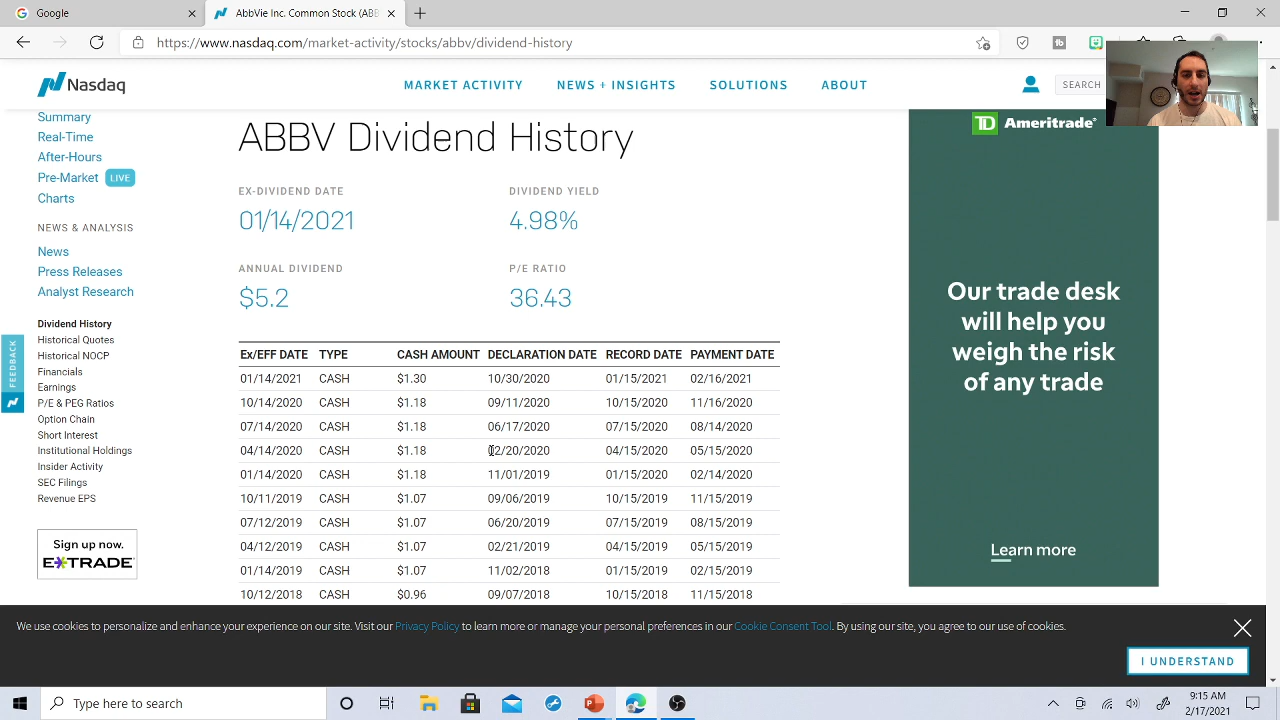 Google
AbbVie Inc. Stock (ABB
https://www.nasdaq.com/market-activity/stocks/abbv/dividend-history
Nasdaq
MARKET ACTIVITY NEWS + INSIGHTS SOLUTIONS ABOUT
SEARCH
Summary
Real-Time
After-Hours
Pre-Market LIVE
Charts
NEWS & ANALYSIS
News
Press Releases
Analyst Research
Dividend History
Historical Quotes
Historical NOCP
Financials
Earnings
P/E & PEG Ratios
Option Chain
Short Interest
Institutional Holdings
Insider Activity
SEC Filings
Revenue EPS
FEEDBACK
Sign up now.
E*TRADE
ABBV Dividend History
EX-DIVIDEND DATE DIVIDEND YIELD
01/14/2021 4.98%
ANNUAL DIVIDEND P/E RATIO
$5.2 36.43
Ex/EFF DATE TYPE CASH AMOUNT DECLARATION DATE RECORD DATE PAYMENT DATE
01/14/2021 CASH $1.30 10/30/2020 01/15/2021 02/16/2021
10/14/2020 CASH $1.18 09/11/2020 10/15/2020 11/16/2020
07/14/2020 CASH $1.18 06/17/2020 07/15/2020 08/14/2020
04/14/2020 CASH $1.18 02/20/2020 04/15/2020 05/15/2020
01/14/2020 CASH $1.18 11/01/2019 01/15/2020 02/14/2020
10/11/2019 CASH $1.07 09/06/2019 10/15/2019 11/15/2019
07/12/2019 CASH $1.07 06/20/2019 07/15/2019 08/15/2019
04/12/2019 CASH $1.07 02/21/2019 04/15/2019 05/15/2019
01/14/2019 CASH $1.07 11/02/2018 01/15/2019 02/15/2019
10/12/2018 CASH $0.96 09/07/2018 10/15/2018 11/15/2018
TD Ameritrade
Our trade desk
will help you
weigh the risk
of any trade
Learn more
We use cookies to personalize and enhance your experience on our site. Visit our Privacy Policy to learn more or manage your personal preferences in our Cookie Consent Tool. By using our site, you agree to our use of cookies.
I UNDERSTAND
Type here to search
9:15 AM
2/17/2021